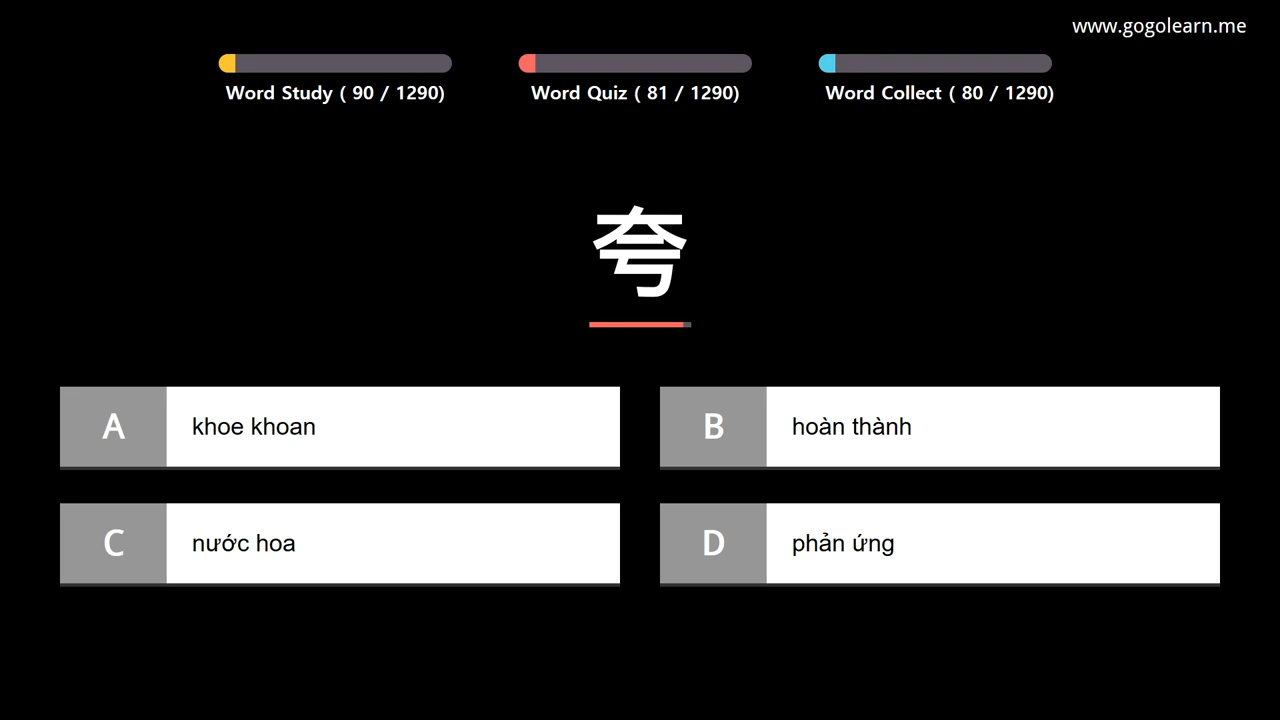 www.gogolearn.me
Word Study ( 90 / 1290)
Word Quiz ( 81 / 1290)
Word Collect ( 80 / 1290)
夸
A
khoe khoan
B
hoàn thành
C
nước hoa
D
phản ứng